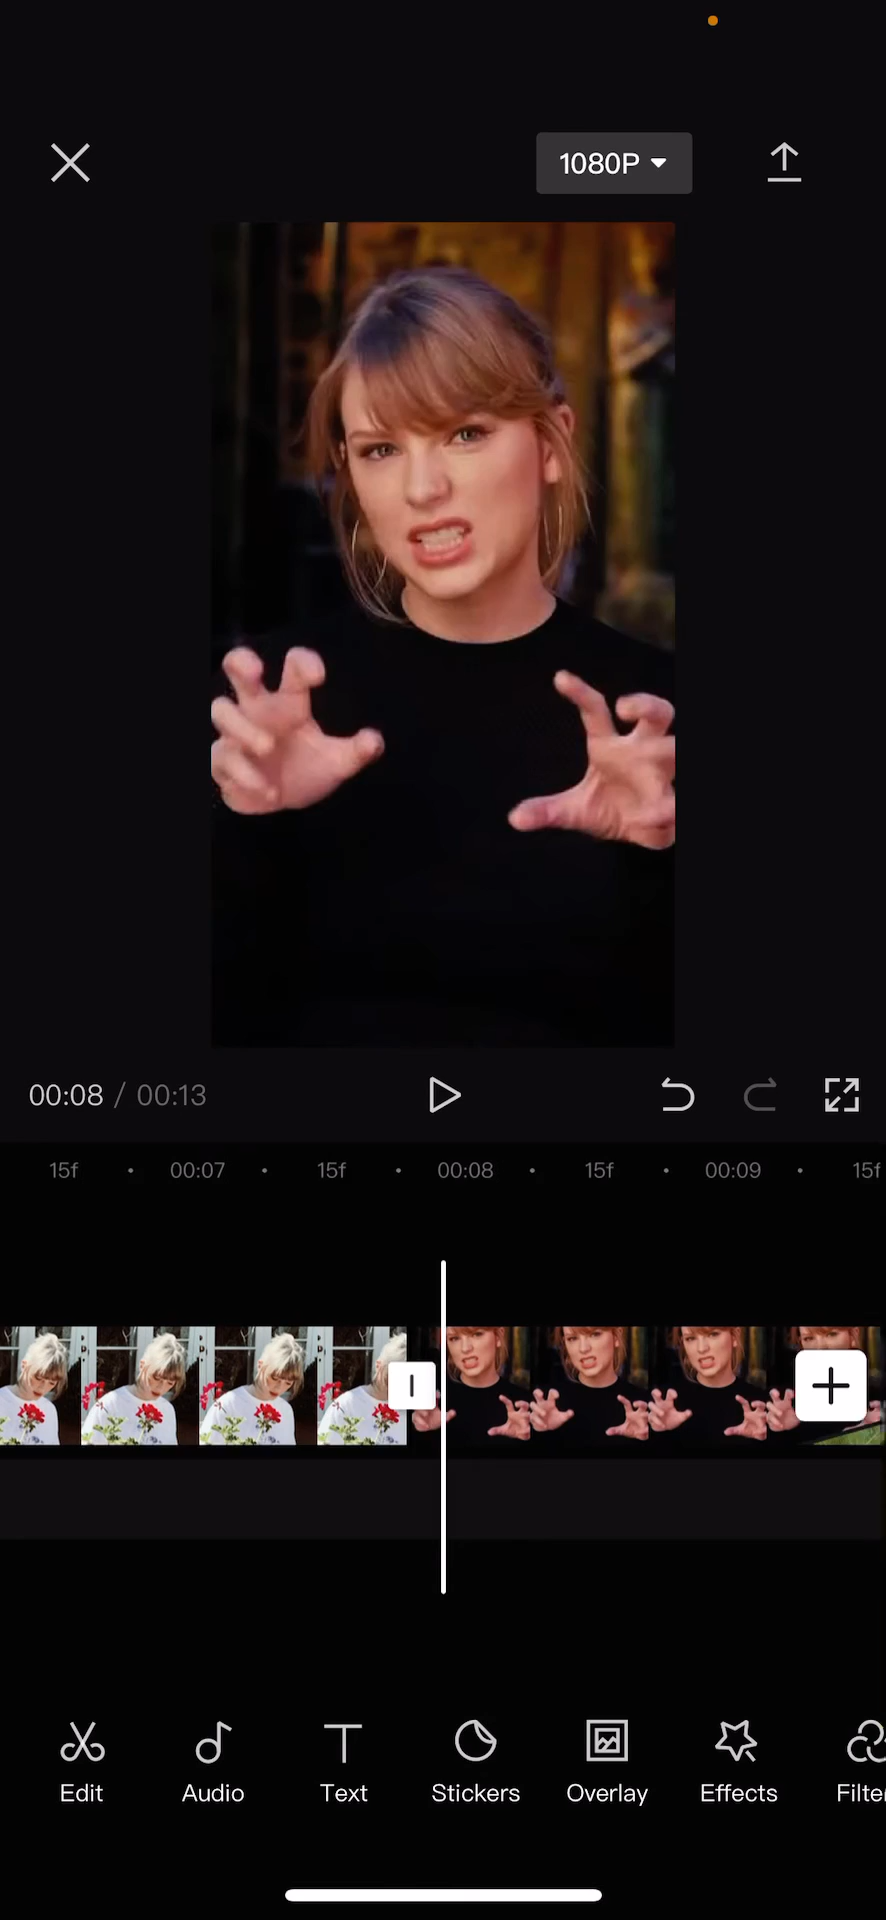 1080P
00:08 / 00:13
15f 00:07 15f 00:08 15f 00:09 15f
Edit Audio Text Stickers Overlay Effects Filter